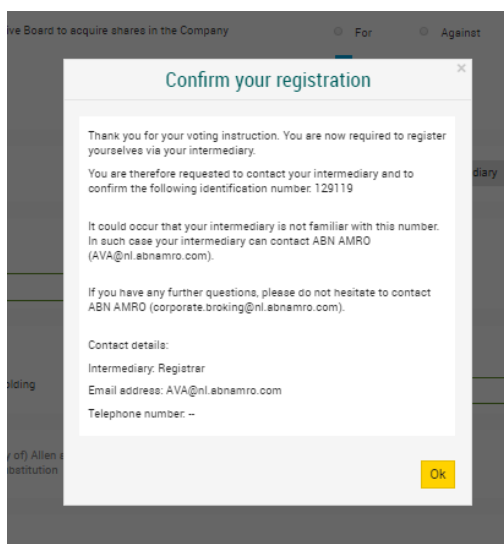 ive Board to acquire shares in the Company
For
Against
Confirm your registration
×
Thank you for your voting instruction. You are now required to register
yourselves via your intermediary.
You are therefore requested to contact your intermediary and to
confirm the following identification number: 129119
diary
It could occur that your intermediary is not familiar with this number.
In such case your intermediary can contact ABN AMRO
(AVA@nl.abnamro.com).
If you have any further questions, please do not hesitate to contact
ABN AMRO (corporate.broking@nl.abnamro.com).
Contact details:
Intermediary: Registrar
olding
Email address: AVA@nl.abnamro.com
Telephone number: --
y of) Allen
bstitution
Ok